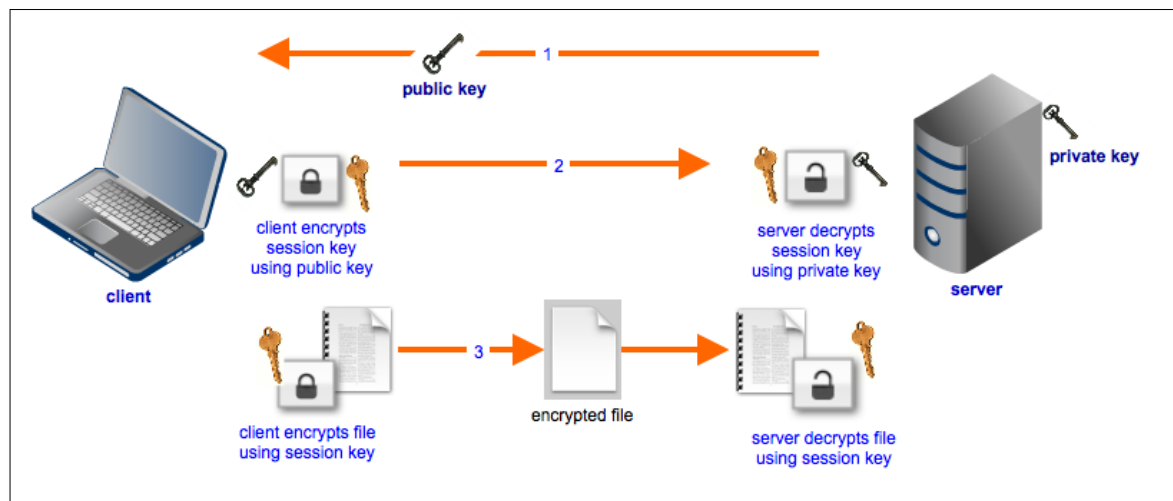 1
public key
private key
2
client encrypts
session key
using public key
server decrypts
session key
using private key
client
server
3
encrypted file
client encrypts file
using session key
server decrypts file
using session key